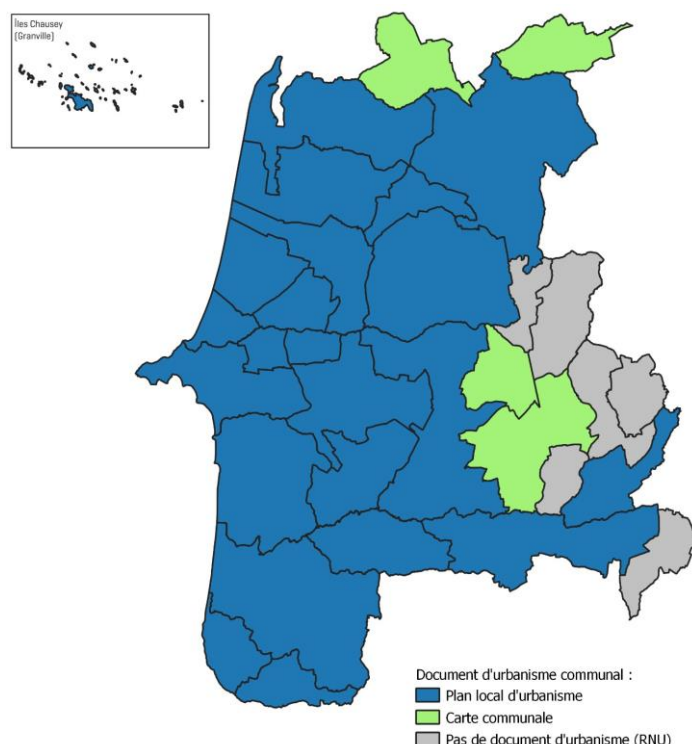 Îles Chausey
(Granville)
Document d'urbanisme communal :
Plan local d'urbanisme
Carte communale
Pas de document d'urbanisme (RNU)